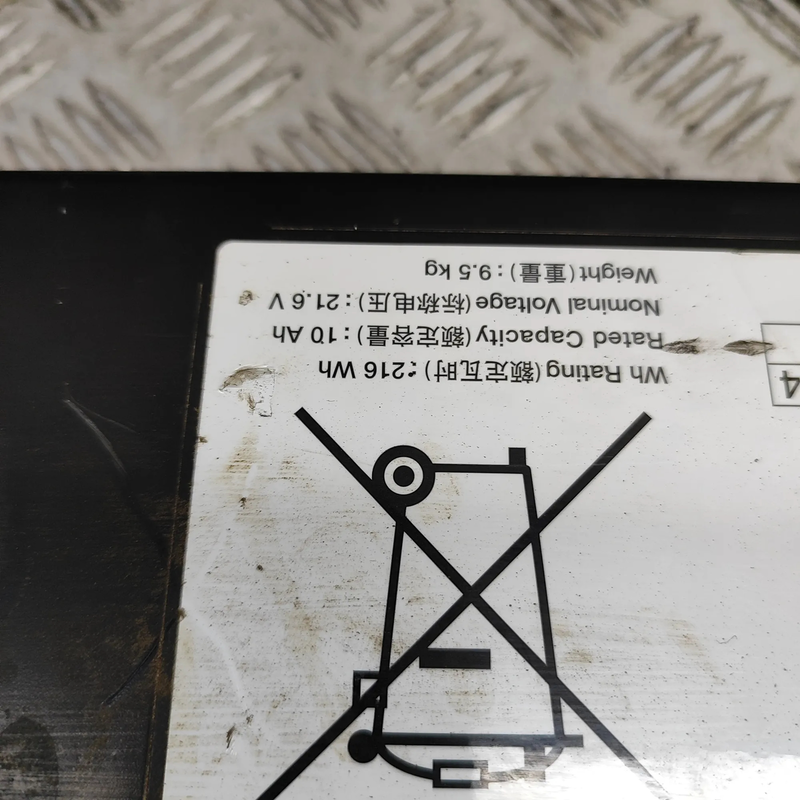 Wh Rating(额定瓦时):216 Wh
Rated Capacity(额定容量):10 Ah
Nominal Voltage(标称电压):21.6 V
Weight(重量):9.5 kg
4